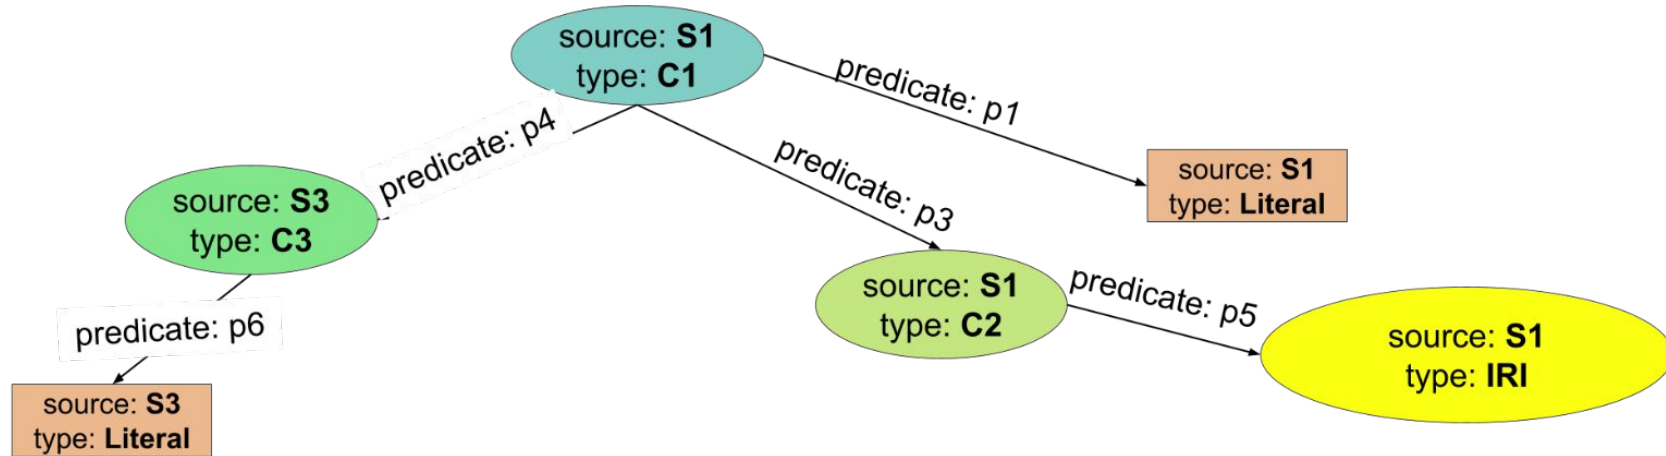 source: S1
type: C1
predicate: p1
predicate: p4
predicate: p3
source: S1
type: Literal
source: S3
type: C3
source: S1
type: C2
predicate: p5
source: S1
type: IRI
predicate: p6
source: S3
type: Literal